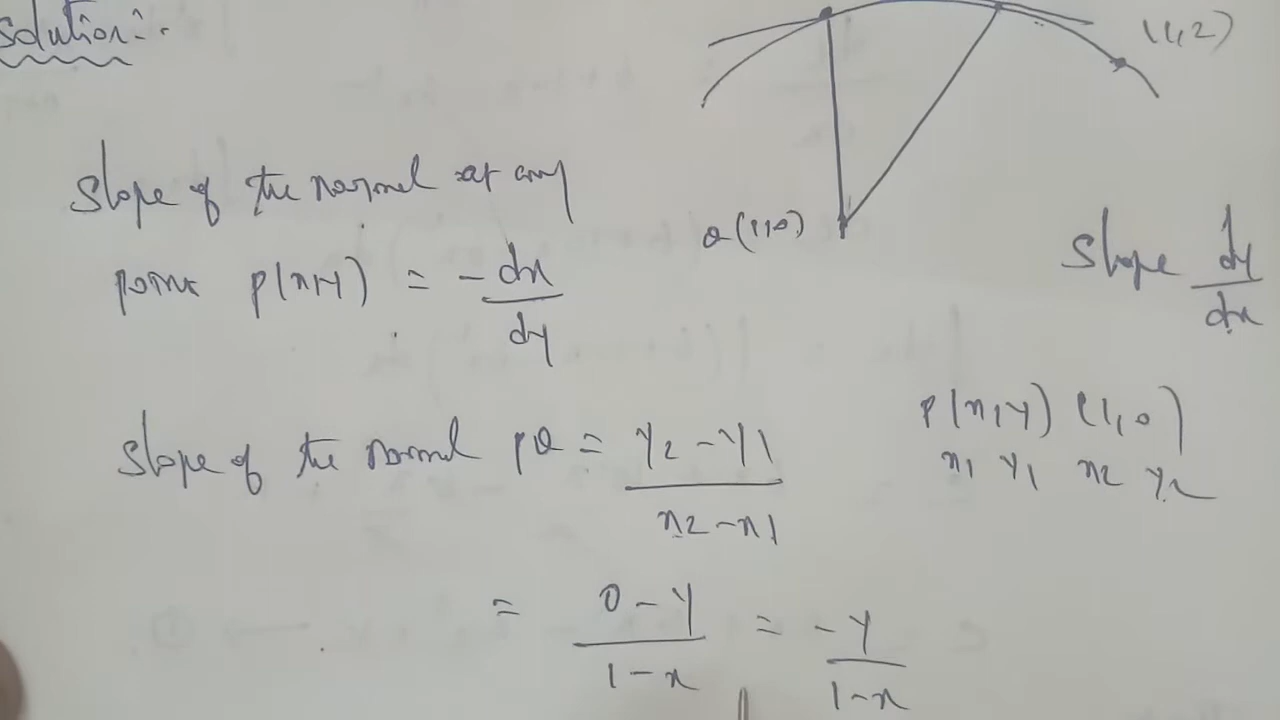 Solution:-
(1,2)
Slope of the normal at any
Q(1,0)
Slope dy/dx
point P(x,y) = -dx/dy
P(x,y) (1,0)
x1 y1 x2 y2
Slope of the normal PQ = y2-y1/x2-x1
= 0-y/1-x = -y/1-x